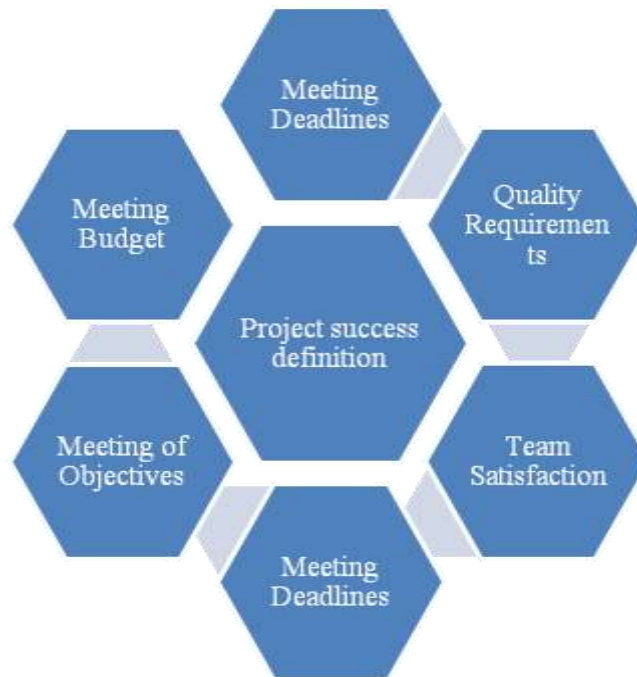 Meeting
Deadlines
Meeting
Budget
Quality
Requiremen
ts
Project success
definition
Meeting of
Objectives
Team
Satisfaction
Meeting
Deadlines